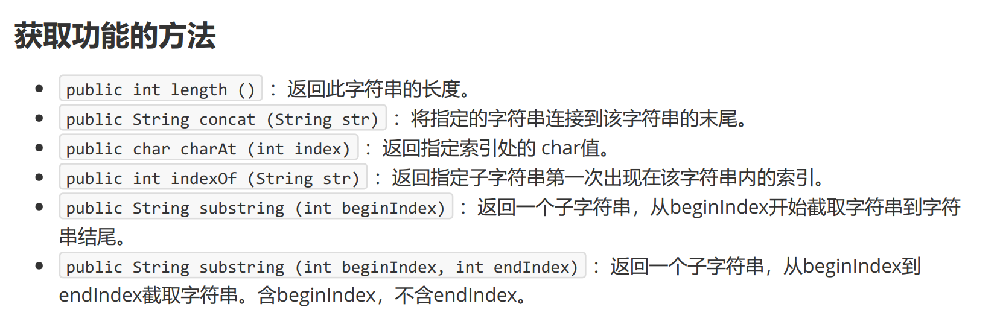 获取功能的方法
• public int length () ：返回此字符串的长度。
• public String concat (String str) ：将指定的字符串连接到该字符串的末尾。
• public char charAt (int index) ：返回指定索引处的 char值。
• public int indexOf (String str) ：返回指定子字符串第一次出现在该字符串内的索引。
• public String substring (int beginIndex) ：返回一个子字符串，从beginIndex开始截取字符串到字符
串结尾。
• public String substring (int beginIndex, int endIndex) ：返回一个子字符串，从beginIndex到
endIndex截取字符串。含beginIndex，不含endIndex。